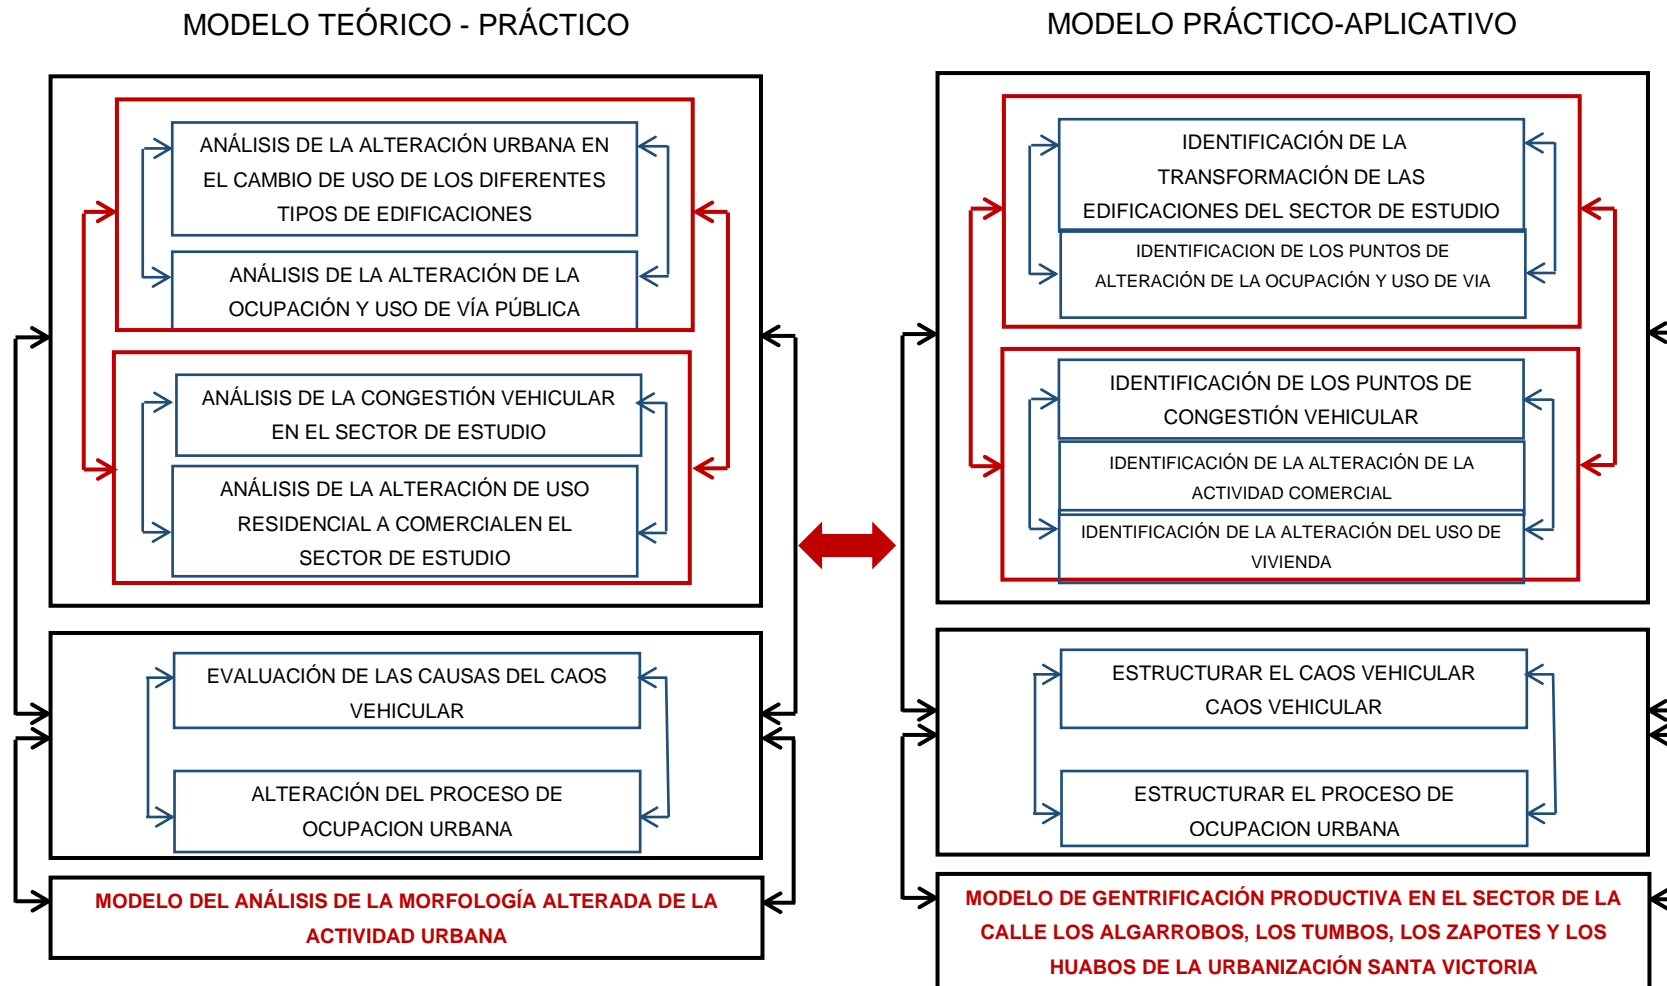 MODELO TEÓRICO - PRÁCTICO
ANÁLISIS DE LA ALTERACIÓN URBANA EN
EL CAMBIO DE USO DE LOS DIFERENTES
TIPOS DE EDIFICACIONES
ANÁLISIS DE LA ALTERACIÓN DE LA
OCUPACIÓN Y USO DE VÍA PÚBLICA
ANÁLISIS DE LA CONGESTIÓN VEHICULAR
EN EL SECTOR DE ESTUDIO
ANÁLISIS DE LA ALTERACIÓN DE USO
RESIDENCIAL A COMERCIALEN EL
SECTOR DE ESTUDIO
EVALUACIÓN DE LAS CAUSAS DEL CAOS
VEHICULAR
ALTERACIÓN DEL PROCESO DE
OCUPACION URBANA
MODELO DEL ANÁLISIS DE LA MORFOLOGÍA ALTERADA DE LA
ACTIVIDAD URBANA
MODELO PRÁCTICO-APLICATIVO
IDENTIFICACIÓN DE LA
TRANSFORMACIÓN DE LAS
EDIFICACIONES DEL SECTOR DE ESTUDIO
IDENTIFICACION DE LOS PUNTOS DE
ALTERACIÓN DE LA OCUPACIÓN Y USO DE VIA
IDENTIFICACIÓN DE LOS PUNTOS DE
CONGESTIÓN VEHICULAR
IDENTIFICACIÓN DE LA ALTERACIÓN DE LA
ACTIVIDAD COMERCIAL
IDENTIFICACIÓN DE LA ALTERACIÓN DEL USO DE
VIVIENDA
ESTRUCTURAR EL CAOS VEHICULAR
CAOS VEHICULAR
ESTRUCTURAR EL PROCESO DE
OCUPACION URBANA
MODELO DE GENTRIFICACIÓN PRODUCTIVA EN EL SECTOR DE LA
CALLE LOS ALGARROBOS, LOS TUMBOS, LOS ZAPOTES Y LOS
HUABOS DE LA URBANIZACIÓN SANTA VICTORIA